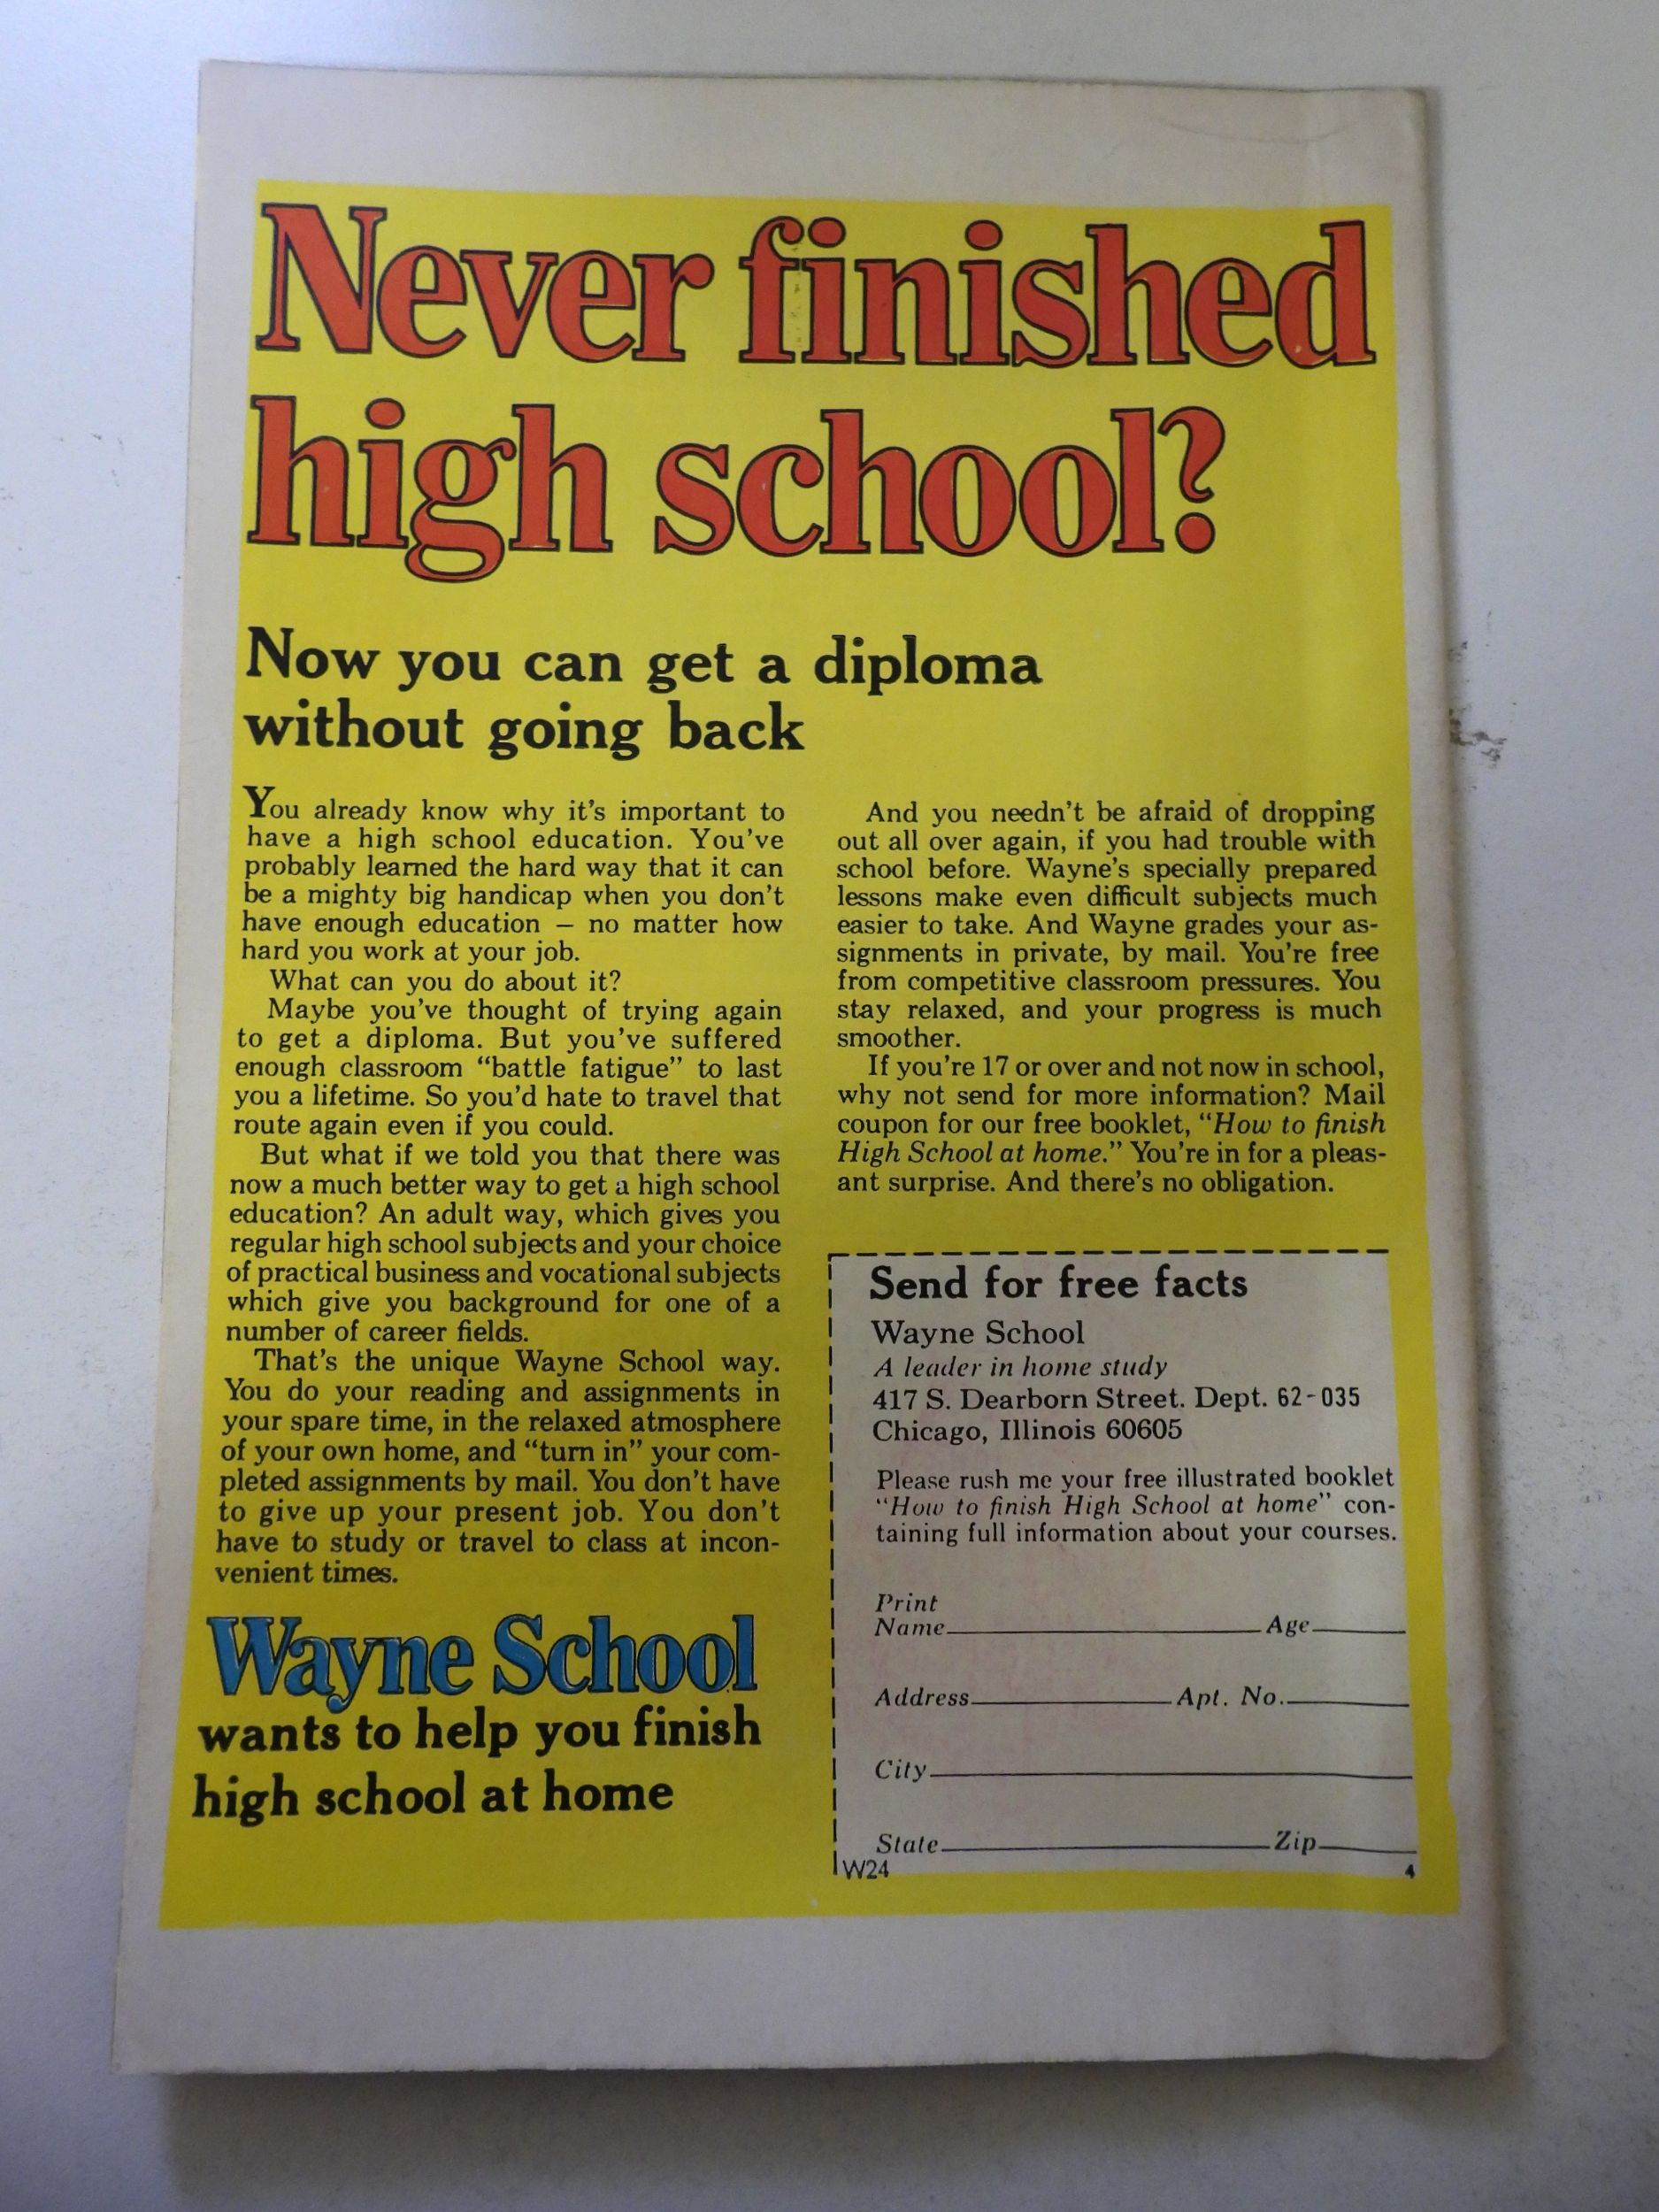 Never finished
high school?
Now you can get a diploma
without going back
You already know why it's important to
have a high school education. You've
probably learned the hard way that it can
be a mighty big handicap when you don't
have enough education – no matter how
hard you work at your job.
What can you do about it?
Maybe you've thought of trying again
to get a diploma. But you've suffered
enough classroom "battle fatigue" to last
you a lifetime. So you'd hate to travel that
route again even if you could.
But what if we told you that there was
now a much better way to get a high school
education? An adult way, which gives you
regular high school subjects and your choice
of practical business and vocational subjects
which give you background for one of a
number of career fields.
That's the unique Wayne School way.
You do your reading and assignments in
your spare time, in the relaxed atmosphere
of your own home, and "turn in" your com-
pleted assignments by mail. You don't have
to give up your present job. You don't
have to study or travel to class at incon-
venient times.
Wayne School
wants to help you finish
high school at home
And you needn't be afraid of dropping
out all over again, if you had trouble with
school before. Wayne's specially prepared
lessons make even difficult subjects much
easier to take. And Wayne grades your as-
signments in private, by mail. You're free
from competitive classroom pressures. You
stay relaxed, and your progress is much
smoother.
If you're 17 or over and not now in school,
why not send for more information? Mail
coupon for our free booklet, "How to finish
High School at home." You're in for a pleas-
ant surprise. And there's no obligation.
Send for free facts
Wayne School
A leader in home study
417 S. Dearborn Street. Dept. 62-035
Chicago, Illinois 60605
Please rush me your free illustrated booklet
"How to finish High School at home" con-
taining full information about your courses.
Print
Name Age
Address Apt. No.
City
State Zip
W24 4